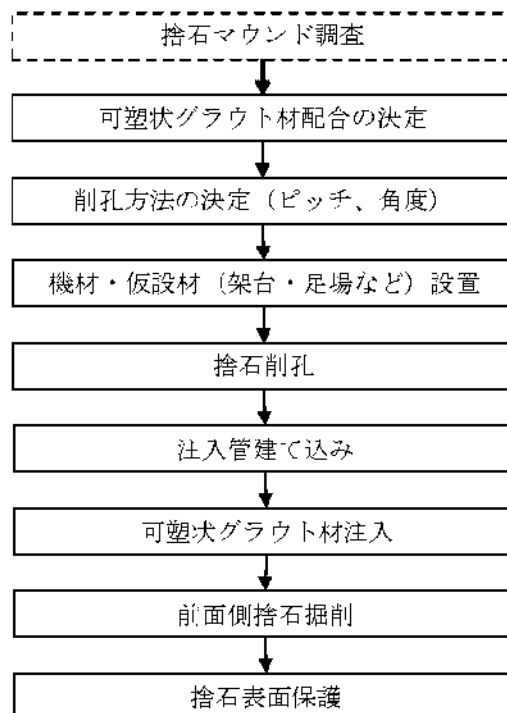 捨石マウンド調査
可塑状グラウト材配合の決定
削孔方法の決定（ピッチ、角度）
機材・仮設材（架台・足場など）設置
捨石削孔
注入管建て込み
可塑状グラウト材注入
前面側捨石掘削
捨石表面保護